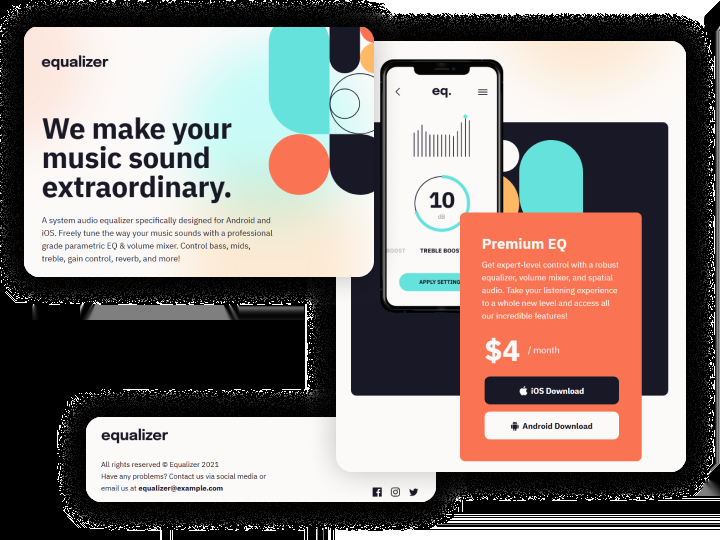 equalizer
We make your
music sound
extraordinary.
A system audio equalizer specifically designed for Android and
iOS. Freely tune the way your music sounds with a professional
grade parametric EQ & volume mixer. Control bass, mids,
treble, gain control, reverb, and more!
eq.
10
dB
BOOST
TREBLE BOOS
APPLY SETTING
Premium EQ
Get expert-level control with a robust
equalizer, volume mixer, and spatial
audio. Take your listening experience
to a whole new level and access all
our incredible features!
$4 / month
iOS Download
Android Download
equalizer
All rights reserved © Equalizer 2021
Have any problems? Contact us via social media or
email us at equalizer@example.com